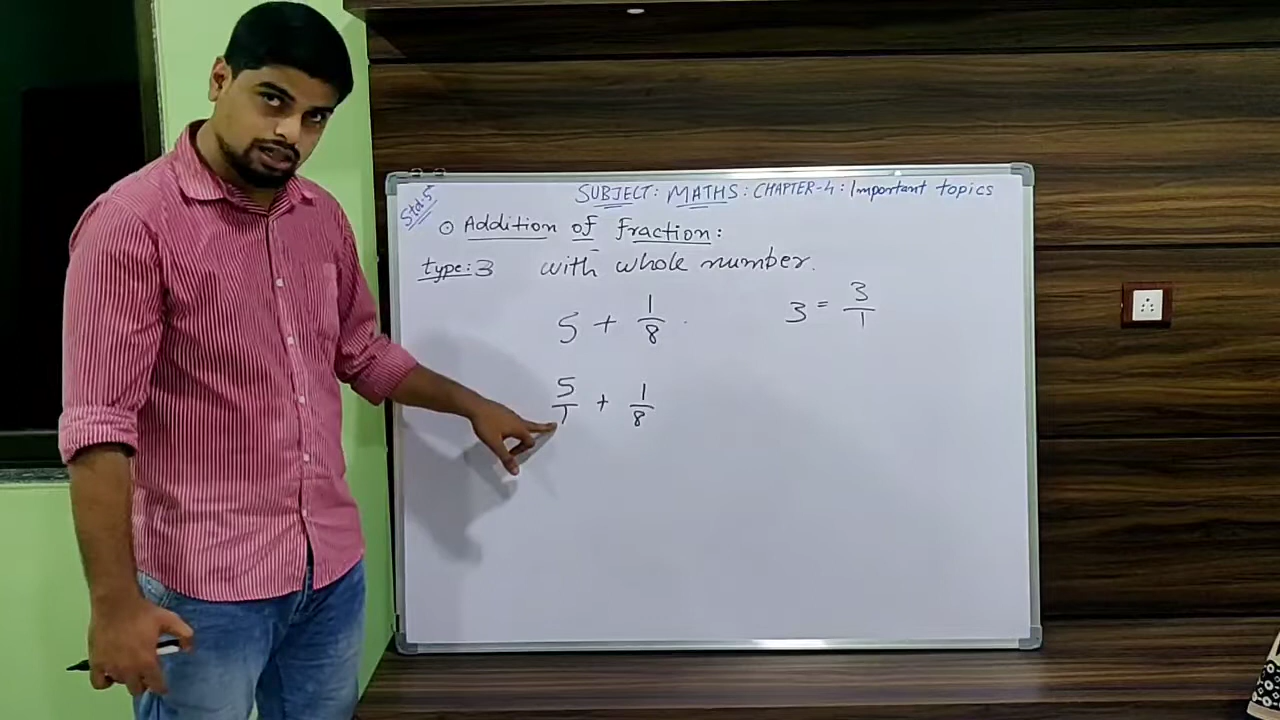 Std.5
SUBJECT: MATHS: CHAPTER-4: Important topics
⊙ Addition of fraction:
type:3 with whole number.
5 + 1/8 . 3 = 3/1
5/1 + 1/8